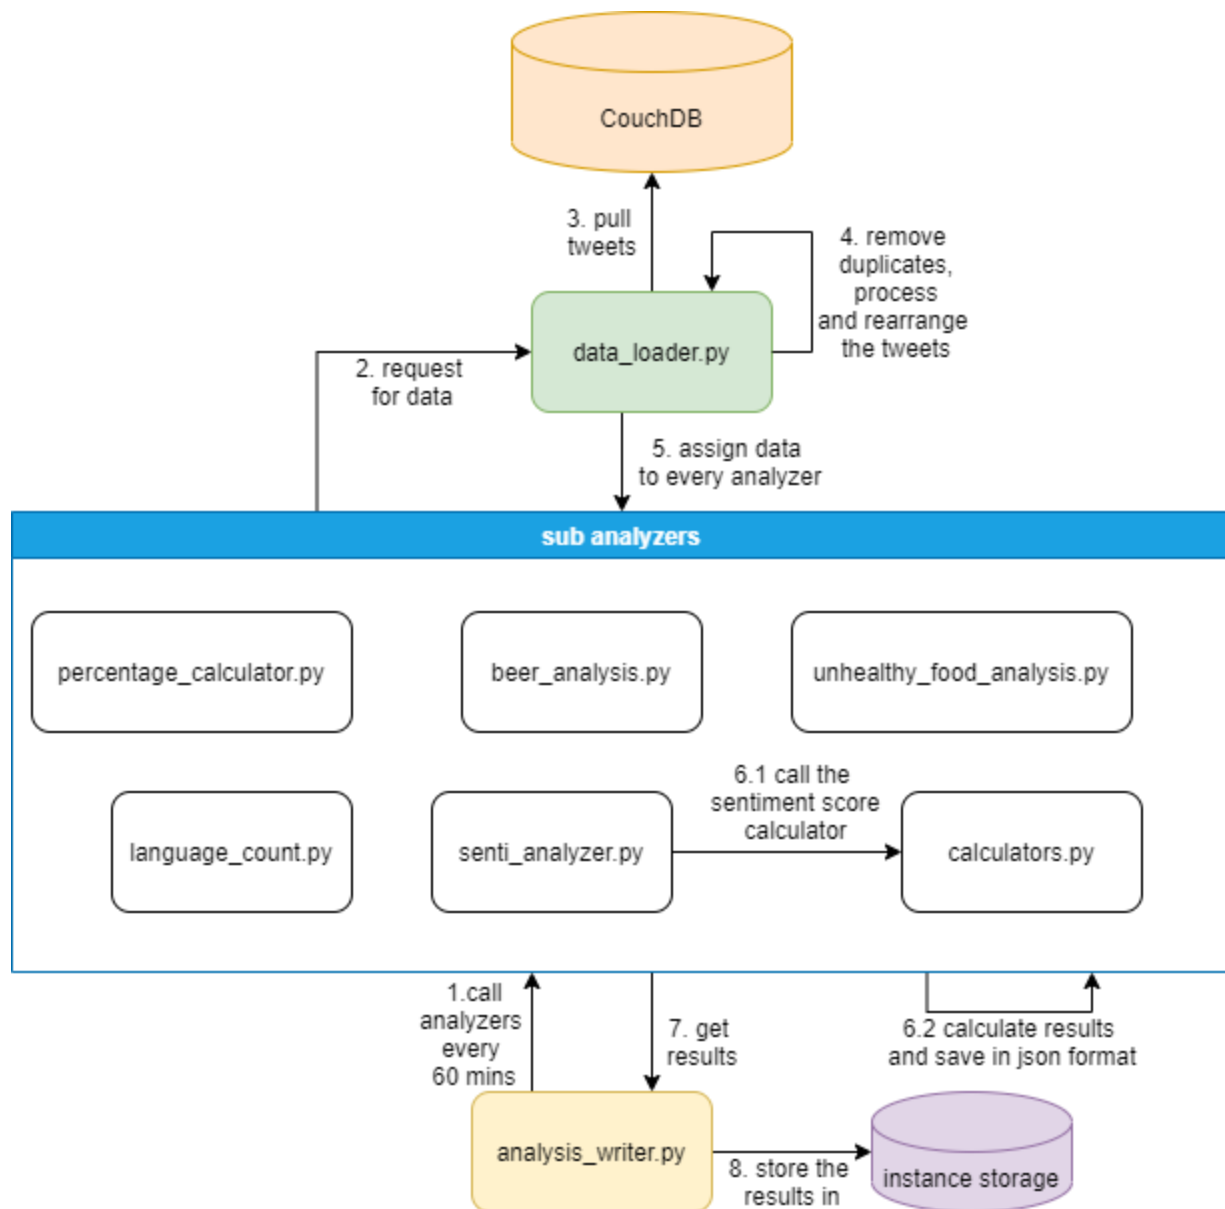 CouchDB
3. pull
tweets
4. remove
duplicates,
process
and rearrange
the tweets
data_loader.py
2. request
for data
5. assign data
to every analyzer
sub analyzers
percentage_calculator.py
beer_analysis.py
unhealthy_food_analysis.py
6.1 call the
sentiment score
calculator
language_count.py
senti_analyzer.py
calculators.py
1.call
analyzers
every
60 mins
7. get
results
6.2 calculate results
and save in json format
analysis_writer.py
8. store the
results in
instance storage